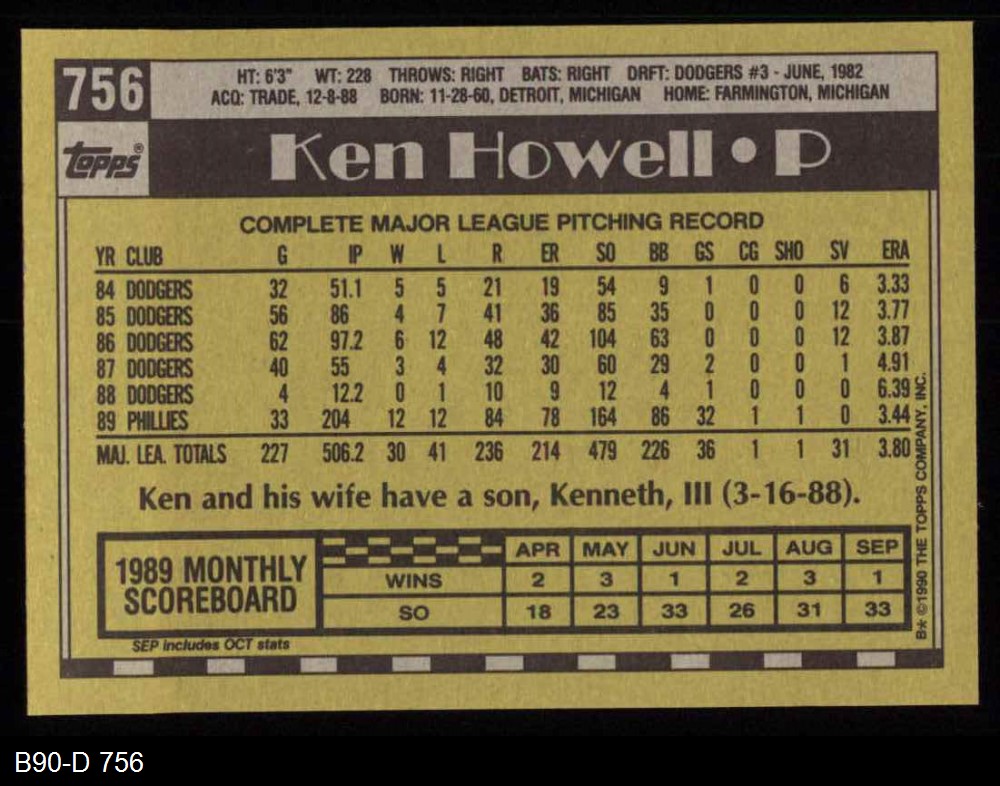 756
HT: 6'3" WT: 228 THROWS: RIGHT BATS: RIGHT DRFT: DODGERS #3 - JUNE, 1982
ACQ: TRADE, 12-8-88 BORN: 11-28-60, DETROIT, MICHIGAN HOME: FARMINGTON, MICHIGAN
topps®
Ken Howell • P
COMPLETE MAJOR LEAGUE PITCHING RECORD
YR CLUB G IP W L R ER SO BB GS CG SHO SV ERA
84 DODGERS 32 51.1 5 5 21 19 54 9 1 0 0 6 3.33
85 DODGERS 56 86 4 7 41 36 85 35 0 0 0 12 3.77
86 DODGERS 62 97.2 6 12 48 42 104 63 0 0 0 12 3.87
87 DODGERS 40 55 3 4 32 30 60 29 2 0 0 1 4.91
88 DODGERS 4 12.2 0 1 10 9 12 4 1 0 0 0 6.39
89 PHILLIES 33 204 12 12 84 78 164 86 32 1 1 0 3.44
MAJ. LEA. TOTALS 227 506.2 30 41 236 214 479 226 36 1 1 31 3.80
Ken and his wife have a son, Kenneth, III (3-16-88).
1989 MONTHLY
SCOREBOARD
APR MAY JUN JUL AUG SEP
WINS 2 3 1 2 3 1
SO 18 23 33 26 31 33
SEP includes OCT stats
B* ©1990 THE TOPPS COMPANY, INC.
B90-D 756